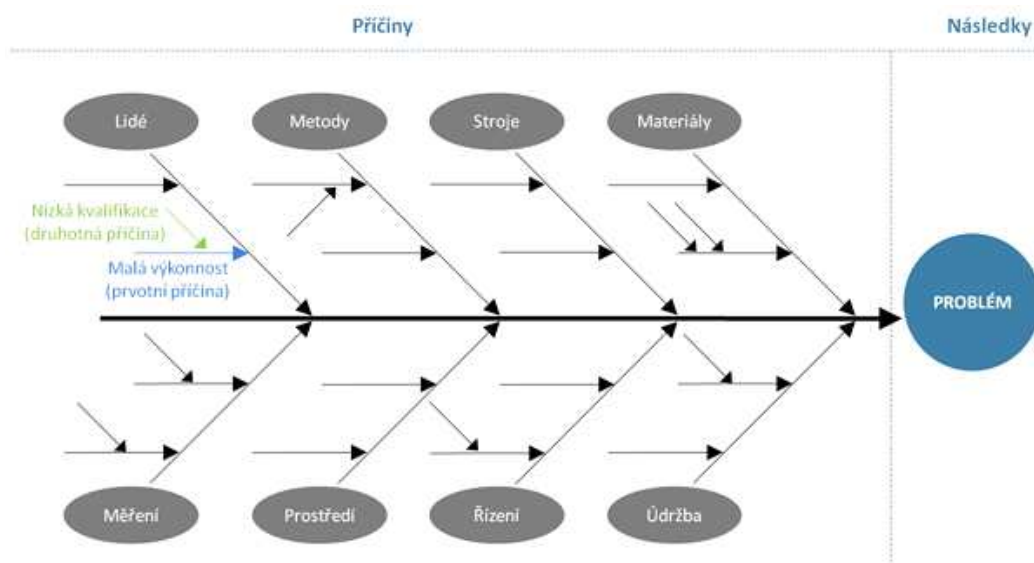 Příčiny
Následky
Lidé
Metody
Stroje
Materiály
Nízká kvalifikace
(druhotná příčina)
Malá výkonnost
(prvotní příčina)
PROBLÉM
Měření
Prostředí
Řízení
Údržba